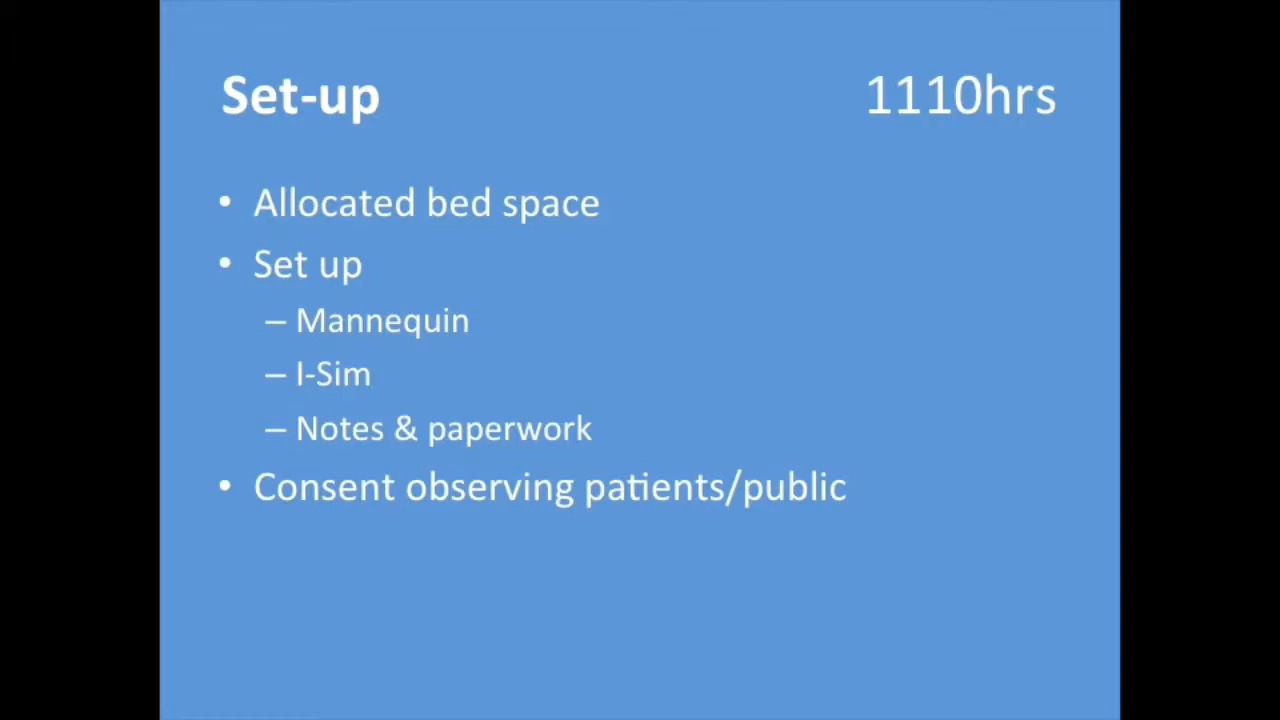 Set-up 1110hrs
• Allocated bed space
• Set up
– Mannequin
– I-Sim
– Notes & paperwork
• Consent observing patients/public